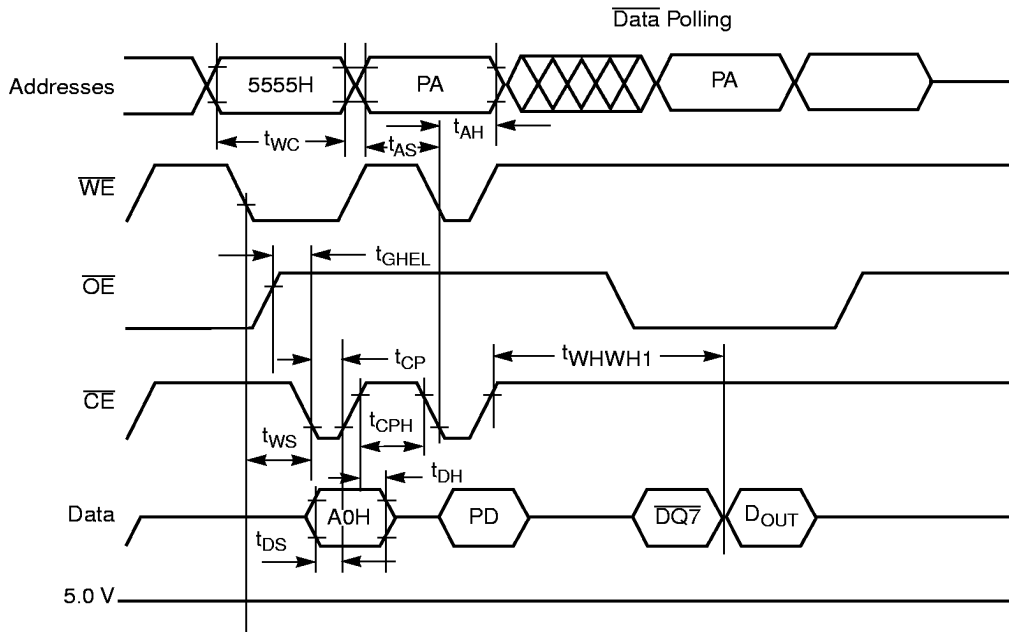 Data Polling
Addresses
5555H
PA
PA
tWC
tAS
tAH
WE
tGHEL
OE
tCP
tWHWH1
CE
tCPH
tWS
tDH
Data
A0H
PD
DQ7
DOUT
tDS
5.0 V